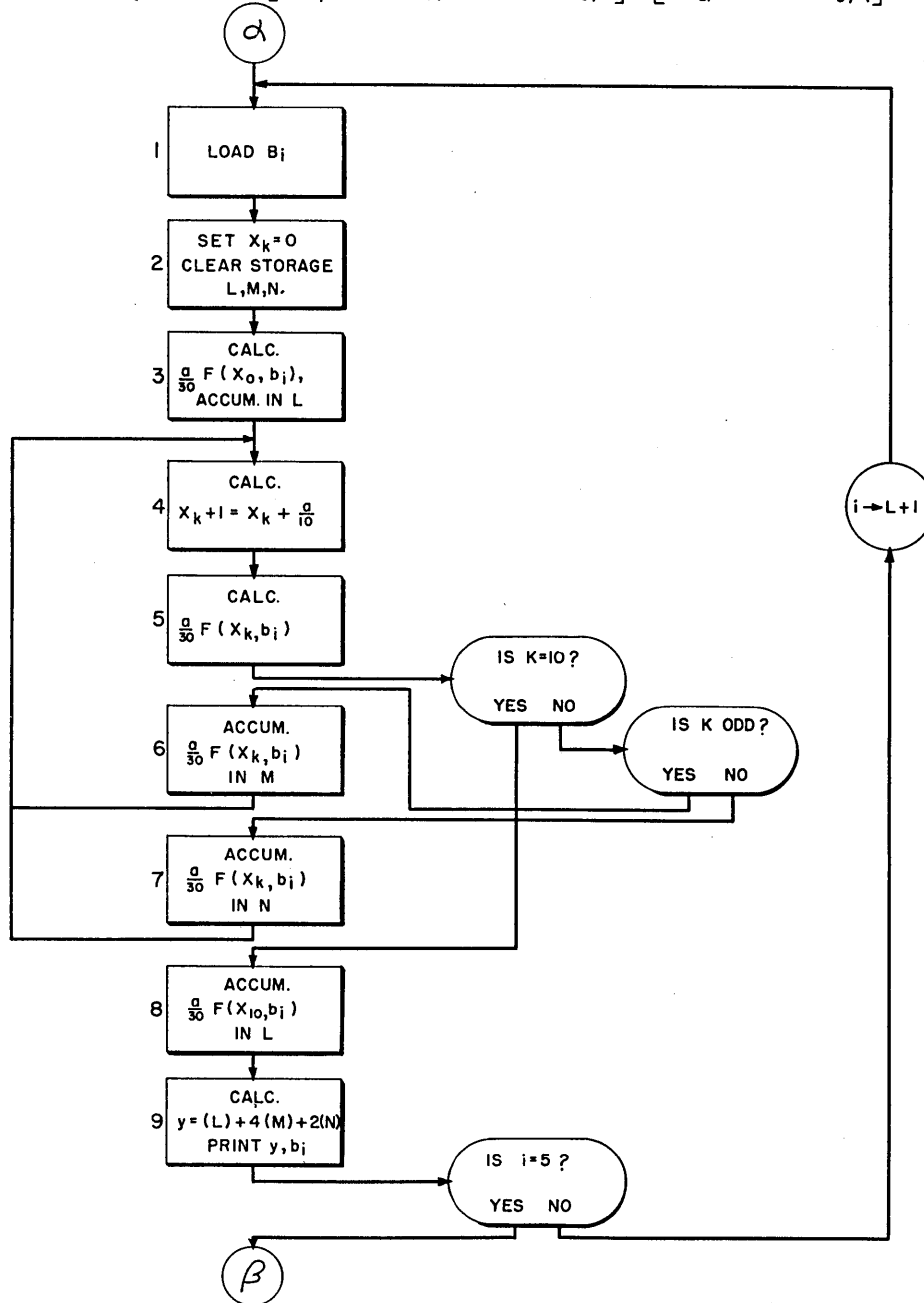 α
1 LOAD Bi
2 SET Xk=0
CLEAR STORAGE
L,M,N.
CALC.
3 a/30 F(X0, bi),
ACCUM. IN L
CALC.
4 Xk+1 = Xk + a/10
i→L+1
CALC.
5 a/30 F(Xk, bi)
IS K=10?
YES NO
IS K ODD?
YES NO
ACCUM.
6 a/30 F(Xk, bi)
IN M
ACCUM.
7 a/30 F(Xk, bi)
IN N
ACCUM.
8 a/30 F(X10, bi)
IN L
CALC.
9 y=(L)+4(M)+2(N)
PRINT y, bi
IS i=5?
YES NO
β